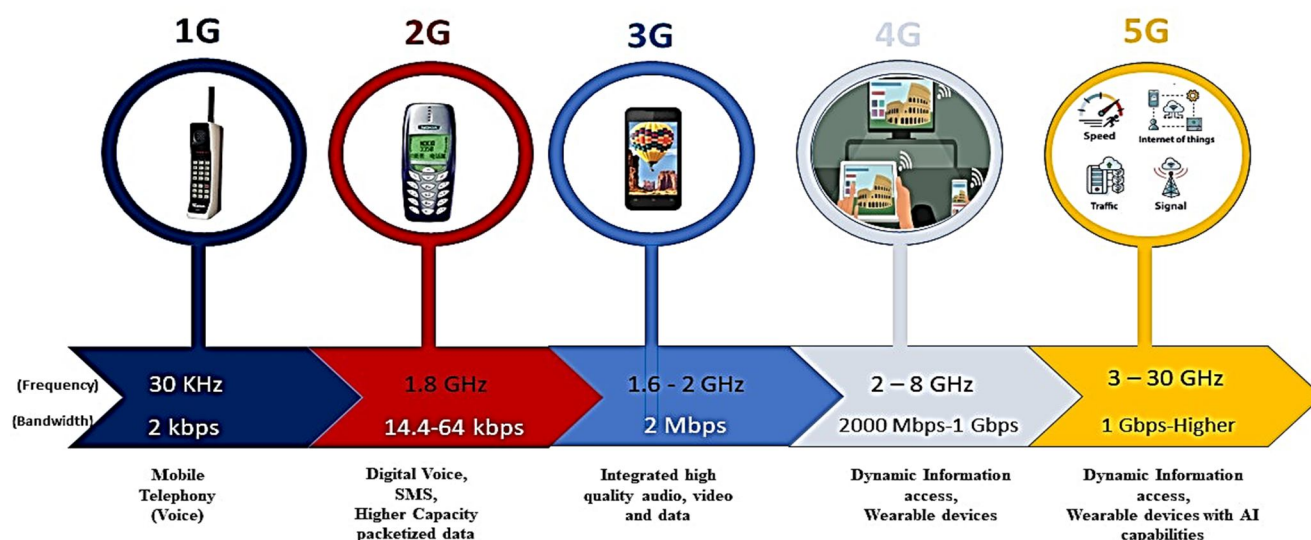 1G
2G
3G
4G
5G
NOKIA
Speed
Internet of things
Traffic
Signal
(Frequency)
30 KHz
1.8 GHz
1.6 - 2 GHz
2 – 8 GHz
3 – 30 GHz
(Bandwidth)
2 kbps
14.4-64 kbps
2 Mbps
2000 Mbps-1 Gbps
1 Gbps-Higher
Mobile
Telephony
(Voice)
Digital Voice,
SMS,
Higher Capacity
packetized data
Integrated high
quality audio, video
and data
Dynamic Information
access,
Wearable devices
Dynamic Information
access,
Wearable devices with AI
capabilities